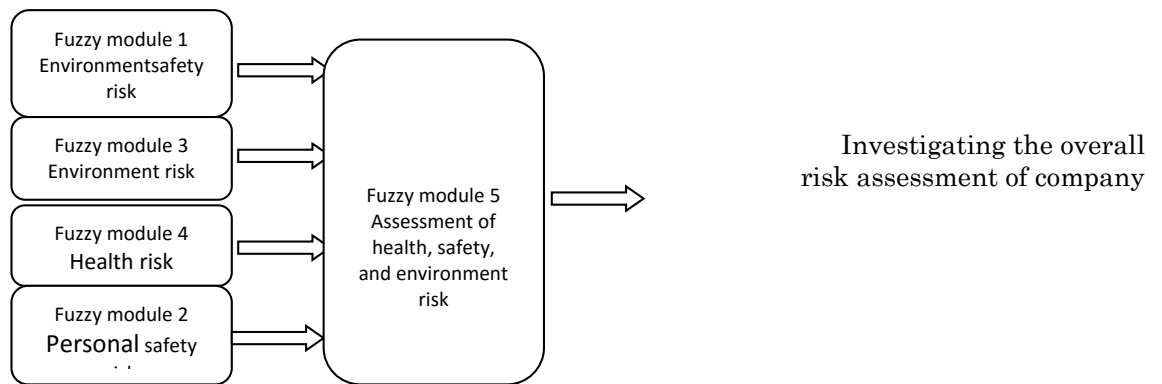 Fuzzy module 1
Environmentsafety
risk
Fuzzy module 3
Environment risk
Fuzzy module 4
Health risk
Fuzzy module 2
Personal safety
Fuzzy module 5
Assessment of
health, safety,
and environment
risk
Investigating the overall
risk assessment of company